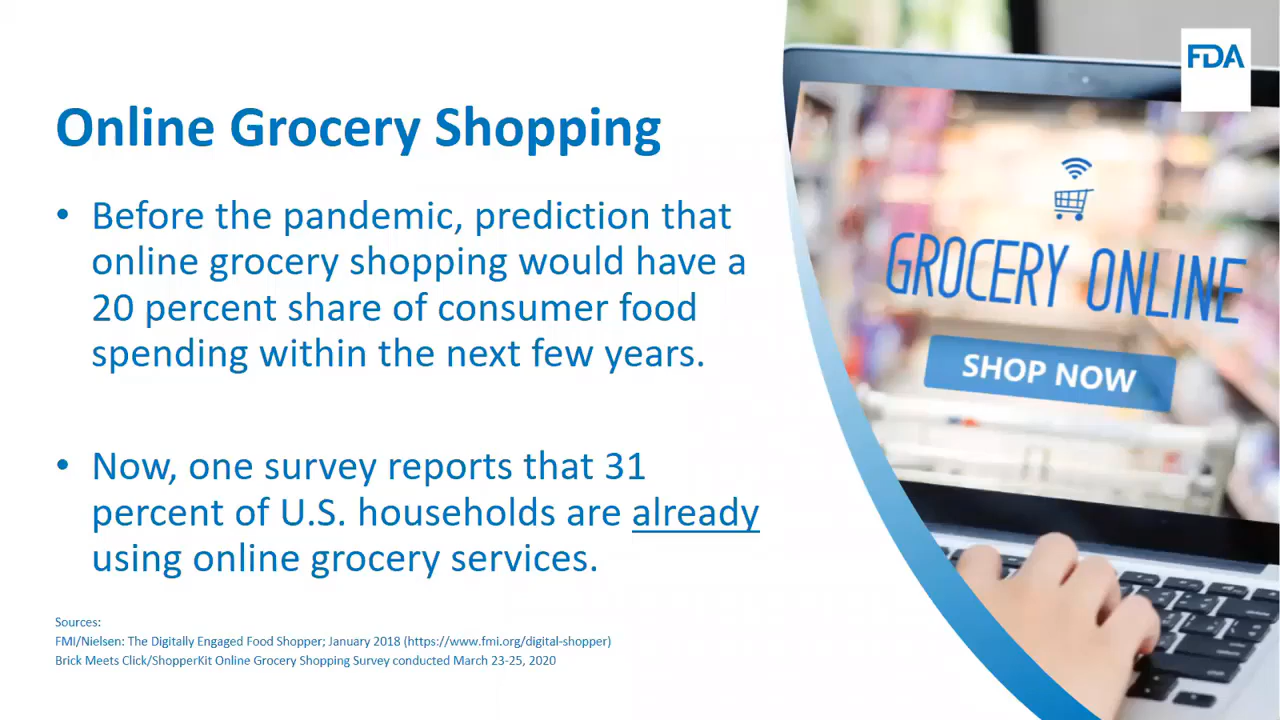 FDA
Online Grocery Shopping
• Before the pandemic, prediction that
online grocery shopping would have a
20 percent share of consumer food
spending within the next few years.
• Now, one survey reports that 31
percent of U.S. households are already
using online grocery services.
Sources:
FMI/Nielsen: The Digitally Engaged Food Shopper; January 2018 (https://www.fmi.org/digital-shopper)
Brick Meets Click/ShopperKit Online Grocery Shopping Survey conducted March 23-25, 2020
GROCERY ONLINE
SHOP NOW